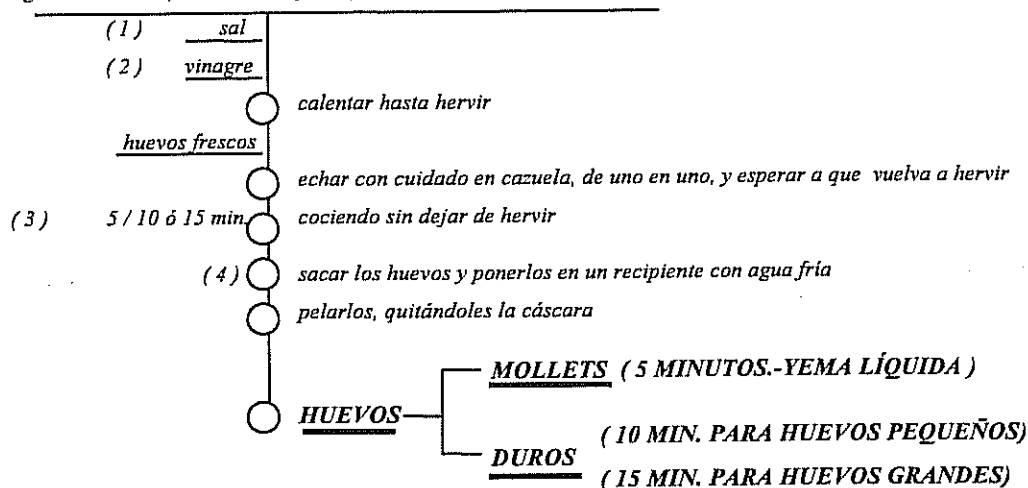 (1) sal
(2) vinagre
calentar hasta hervir
huevos frescos
echar con cuidado en cazuela, de uno en uno, y esperar a que vuelva a hervir
(3) 5 / 10 ó 15 min. cociendo sin dejar de hervir
(4) sacar los huevos y ponerlos en un recipiente con agua fría
pelarlos, quitándoles la cáscara
MOLLETS (5 MINUTOS.-YEMA LÍQUIDA)
HUEVOS
(10 MIN. PARA HUEVOS PEQUEÑOS)
DUROS
(15 MIN. PARA HUEVOS GRANDES)